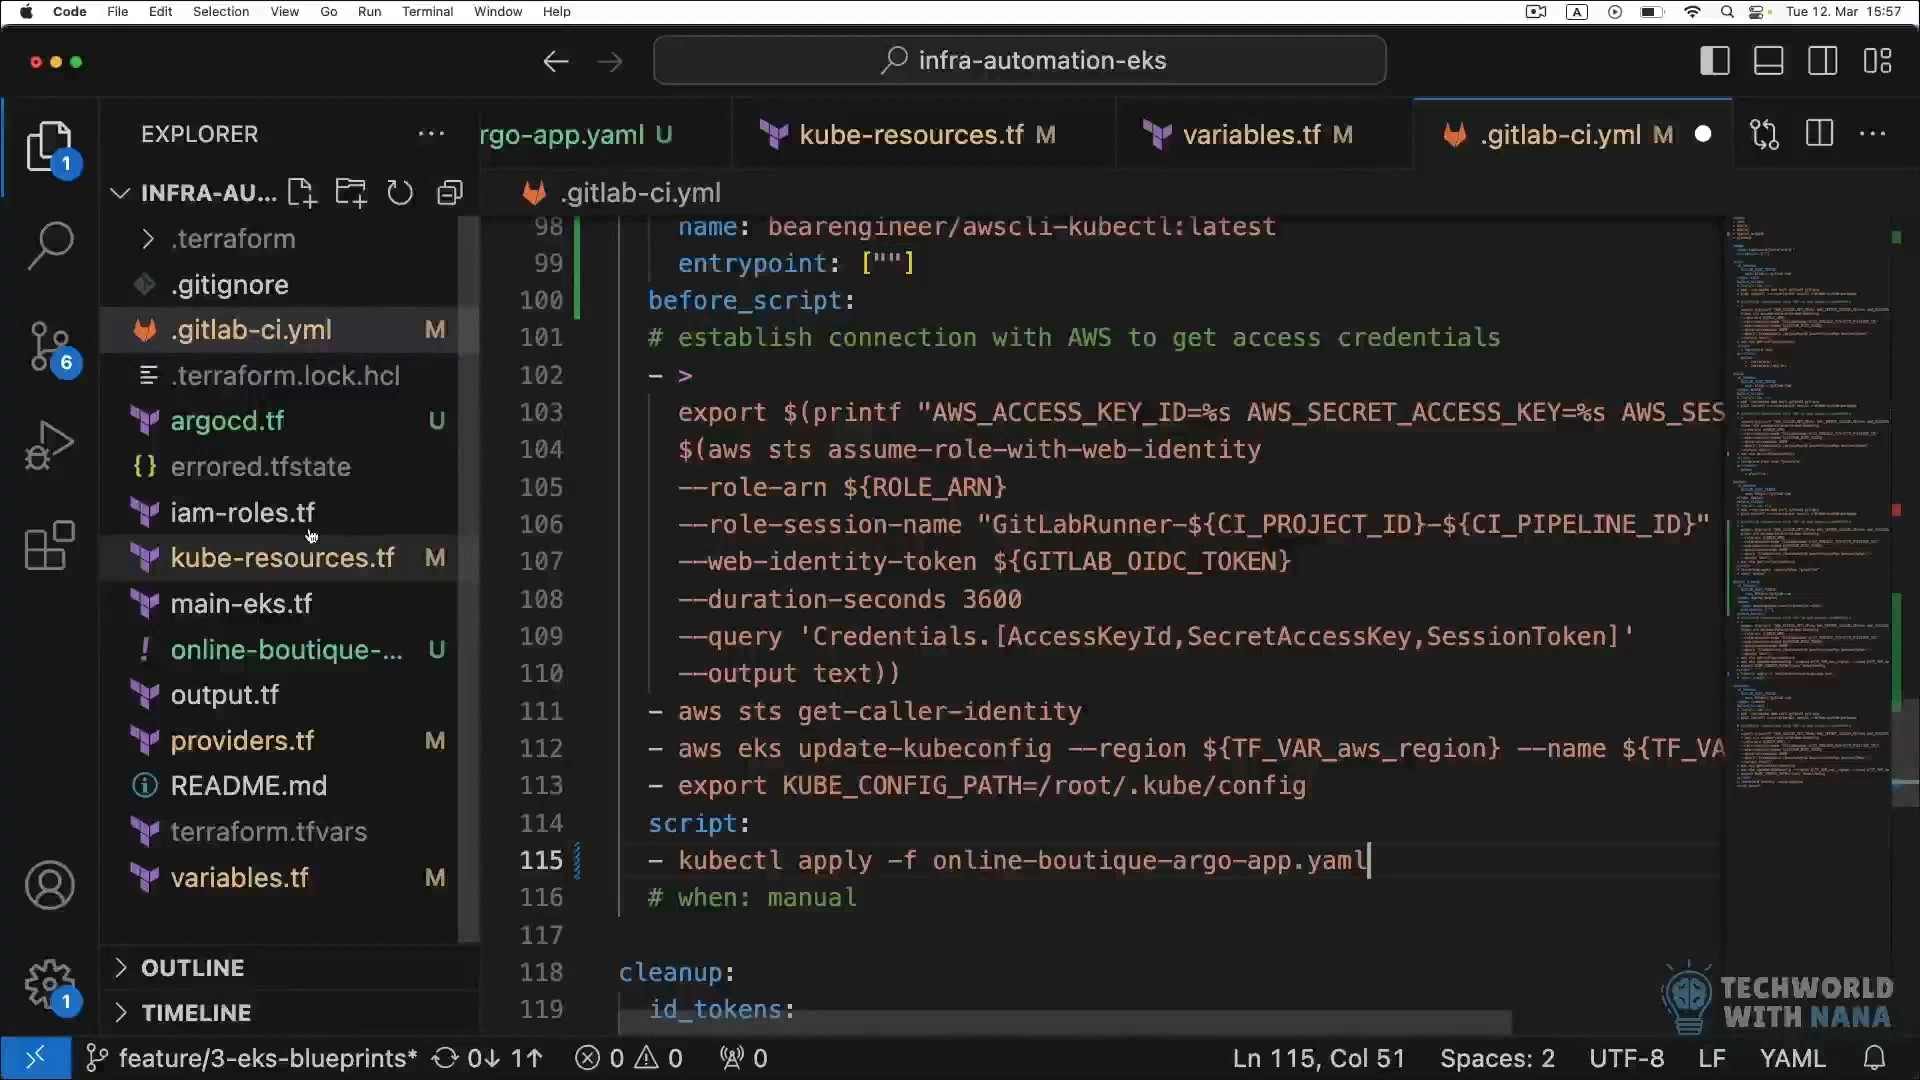 Code File Edit Selection View Go Run Terminal Window Help
A Tue 12. Mar 15:57
infra-automation-eks
EXPLORER
rgo-app.yaml U
kube-resources.tf M
variables.tf M
.gitlab-ci.yml M
1
INFRA-AU...
.gitlab-ci.yml
.terraform
.gitignore
.gitlab-ci.yml M
6
.terraform.lock.hcl
argocd.tf U
errored.tfstate
iam-roles.tf
kube-resources.tf M
main-eks.tf
online-boutique-... U
output.tf
providers.tf M
README.md
terraform.tfvars
variables.tf M
1
OUTLINE
TIMELINE
98 name: bearengineer/awscli-kubectl:latest
99 entrypoint: [""]
100 before_script:
101 # establish connection with AWS to get access credentials
102 - >
103 export $(printf "AWS_ACCESS_KEY_ID=%s AWS_SECRET_ACCESS_KEY=%s AWS_SES
104 $(aws sts assume-role-with-web-identity
105 --role-arn ${ROLE_ARN}
106 --role-session-name "GitLabRunner-${CI_PROJECT_ID}-${CI_PIPELINE_ID}"
107 --web-identity-token ${GITLAB_OIDC_TOKEN}
108 --duration-seconds 3600
109 --query 'Credentials.[AccessKeyId,SecretAccessKey,SessionToken]'
110 --output text))
111 - aws sts get-caller-identity
112 - aws eks update-kubeconfig --region ${TF_VAR_aws_region} --name ${TF_VA
113 - export KUBE_CONFIG_PATH=/root/.kube/config
114 script:
115 - kubectl apply -f online-boutique-argo-app.yaml
116 # when: manual
117
118 cleanup:
119 id_tokens:
TECHWORLD
WITH NANA
feature/3-eks-blueprints* 0↓ 1↑ 0 0 0
Ln 115, Col 51 Spaces: 2 UTF-8 LF YAML